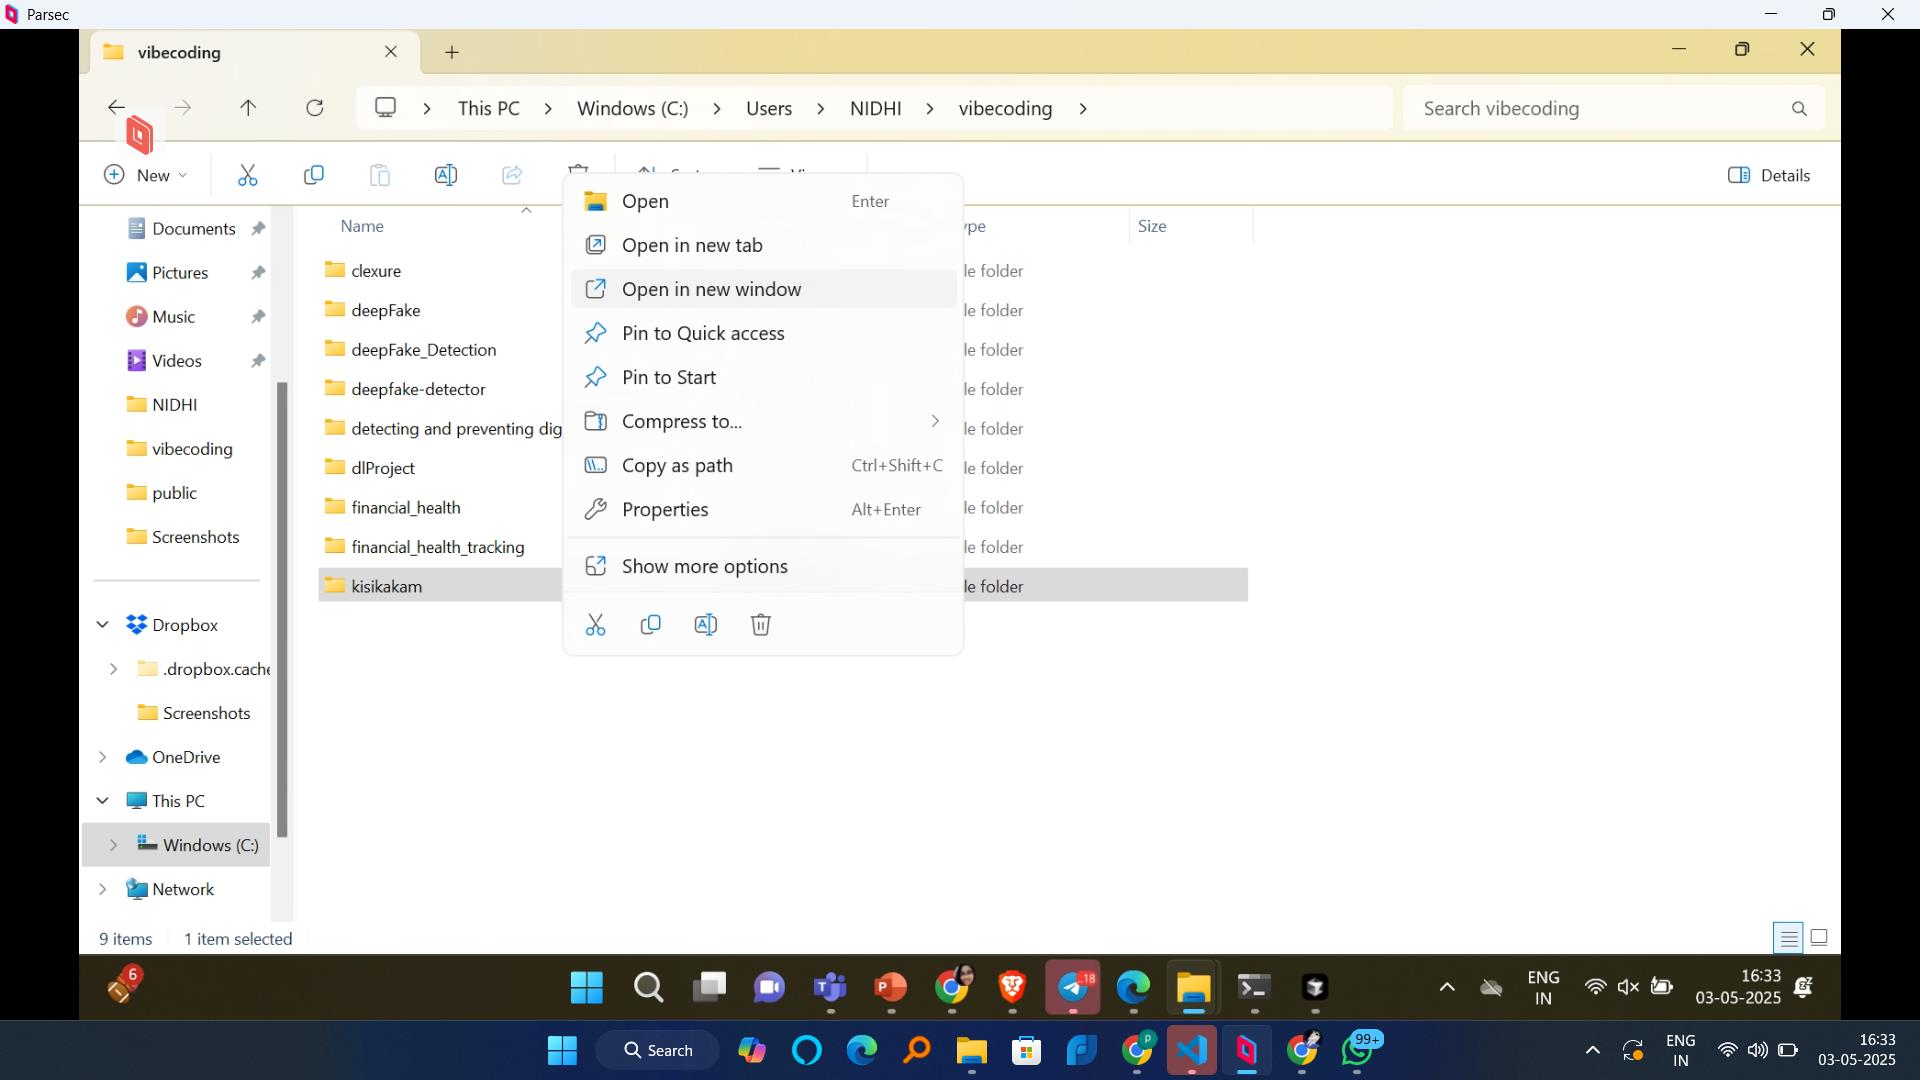 Parsec
vibecoding
This PC > Windows (C:) > Users > NIDHI > vibecoding >
Search vibecoding
New
Details
Documents
Pictures
Music
Videos
NIDHI
vibecoding
public
Screenshots
Dropbox
.dropbox.cache
Screenshots
OneDrive
This PC
Windows (C:)
Network
Name
Size
clexure
deepFake
deepFake_Detection
deepfake-detector
detecting and preventing dig
dlProject
financial_health
financial_health_tracking
kisikakam
le folder
le folder
le folder
le folder
le folder
le folder
le folder
le folder
le folder
Open Enter
Open in new tab
Open in new window
Pin to Quick access
Pin to Start
Compress to...
Copy as path Ctrl+Shift+C
Properties Alt+Enter
Show more options
9 items 1 item selected
6
18
ENG
IN
16:33
03-05-2025
Search
99+
ENG
IN
16:33
03-05-2025